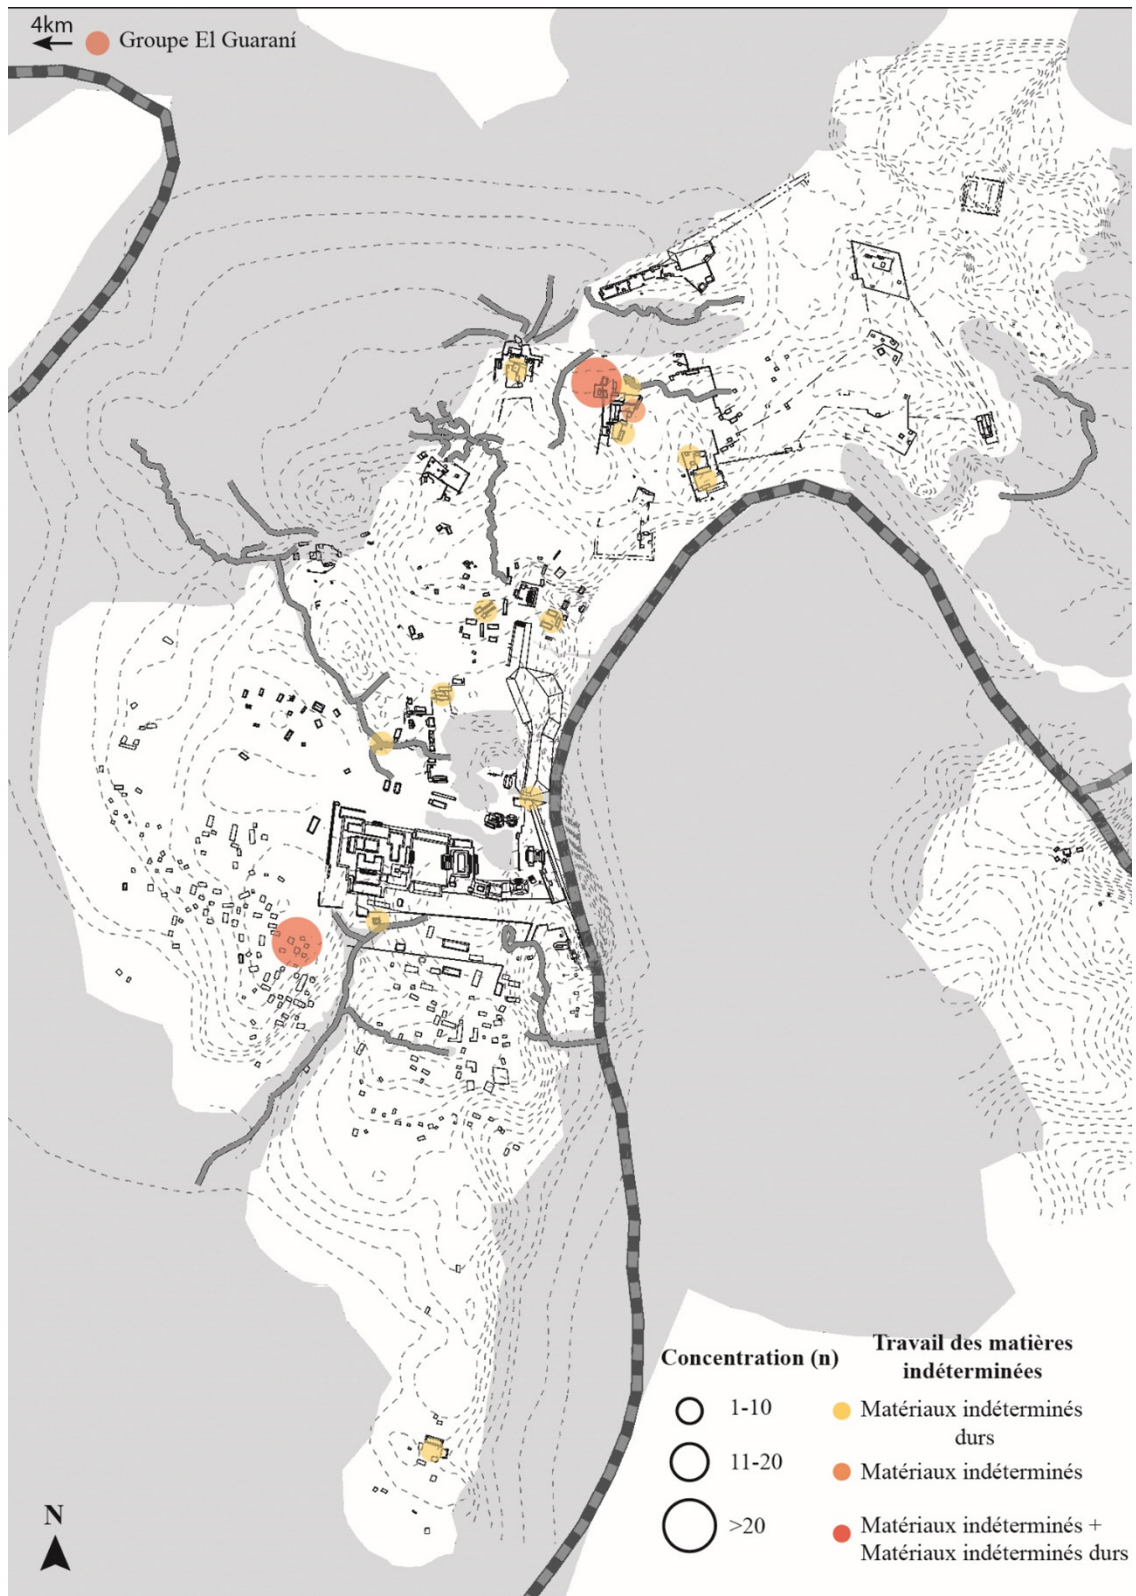 4km
Groupe El Guaraní
Concentration (n)
1-10
11-20
>20
Travail des matières
indéterminées
Matériaux indéterminés
durs
Matériaux indéterminés
Matériaux indéterminés +
Matériaux indéterminés durs
N